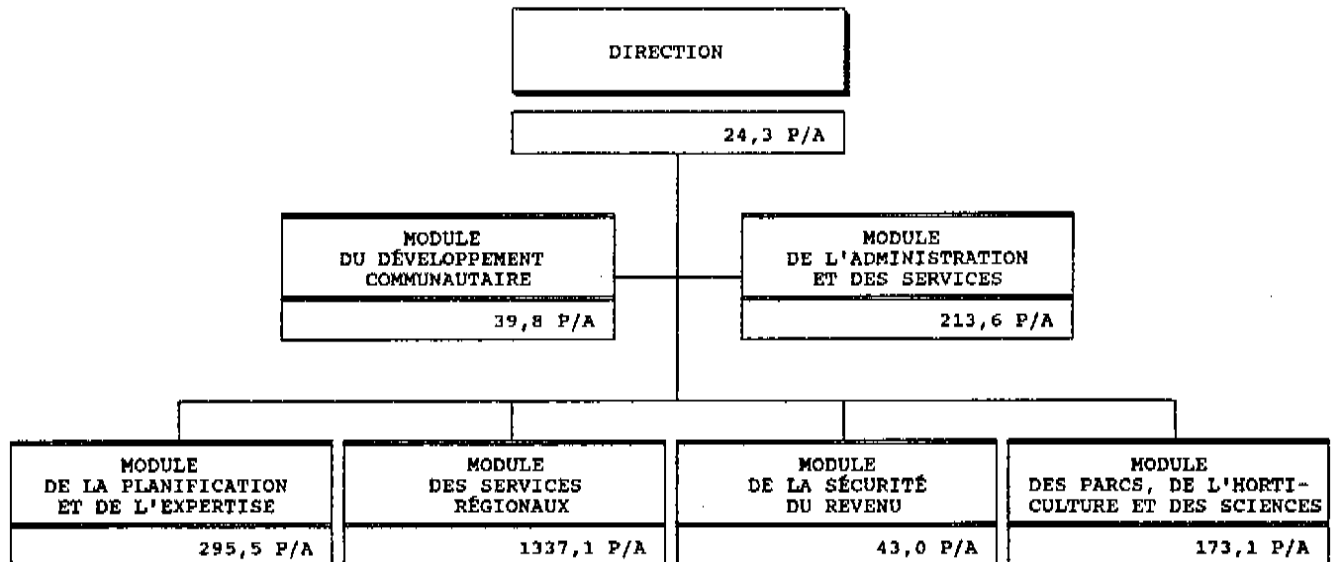 DIRECTION
24,3 P/A
MODULE
DU DÉVELOPPEMENT
COMMUNAUTAIRE
39,8 P/A
MODULE
DE L'ADMINISTRATION
ET DES SERVICES
213,6 P/A
MODULE
DE LA PLANIFICATION
ET DE L'EXPERTISE
295,5 P/A
MODULE
DES SERVICES
RÉGIONAUX
1337,1 P/A
MODULE
DE LA SÉCURITÉ
DU REVENU
43,0 P/A
MODULE
DES PARCS, DE L'HORTI-
CULTURE ET DES SCIENCES
173,1 P/A